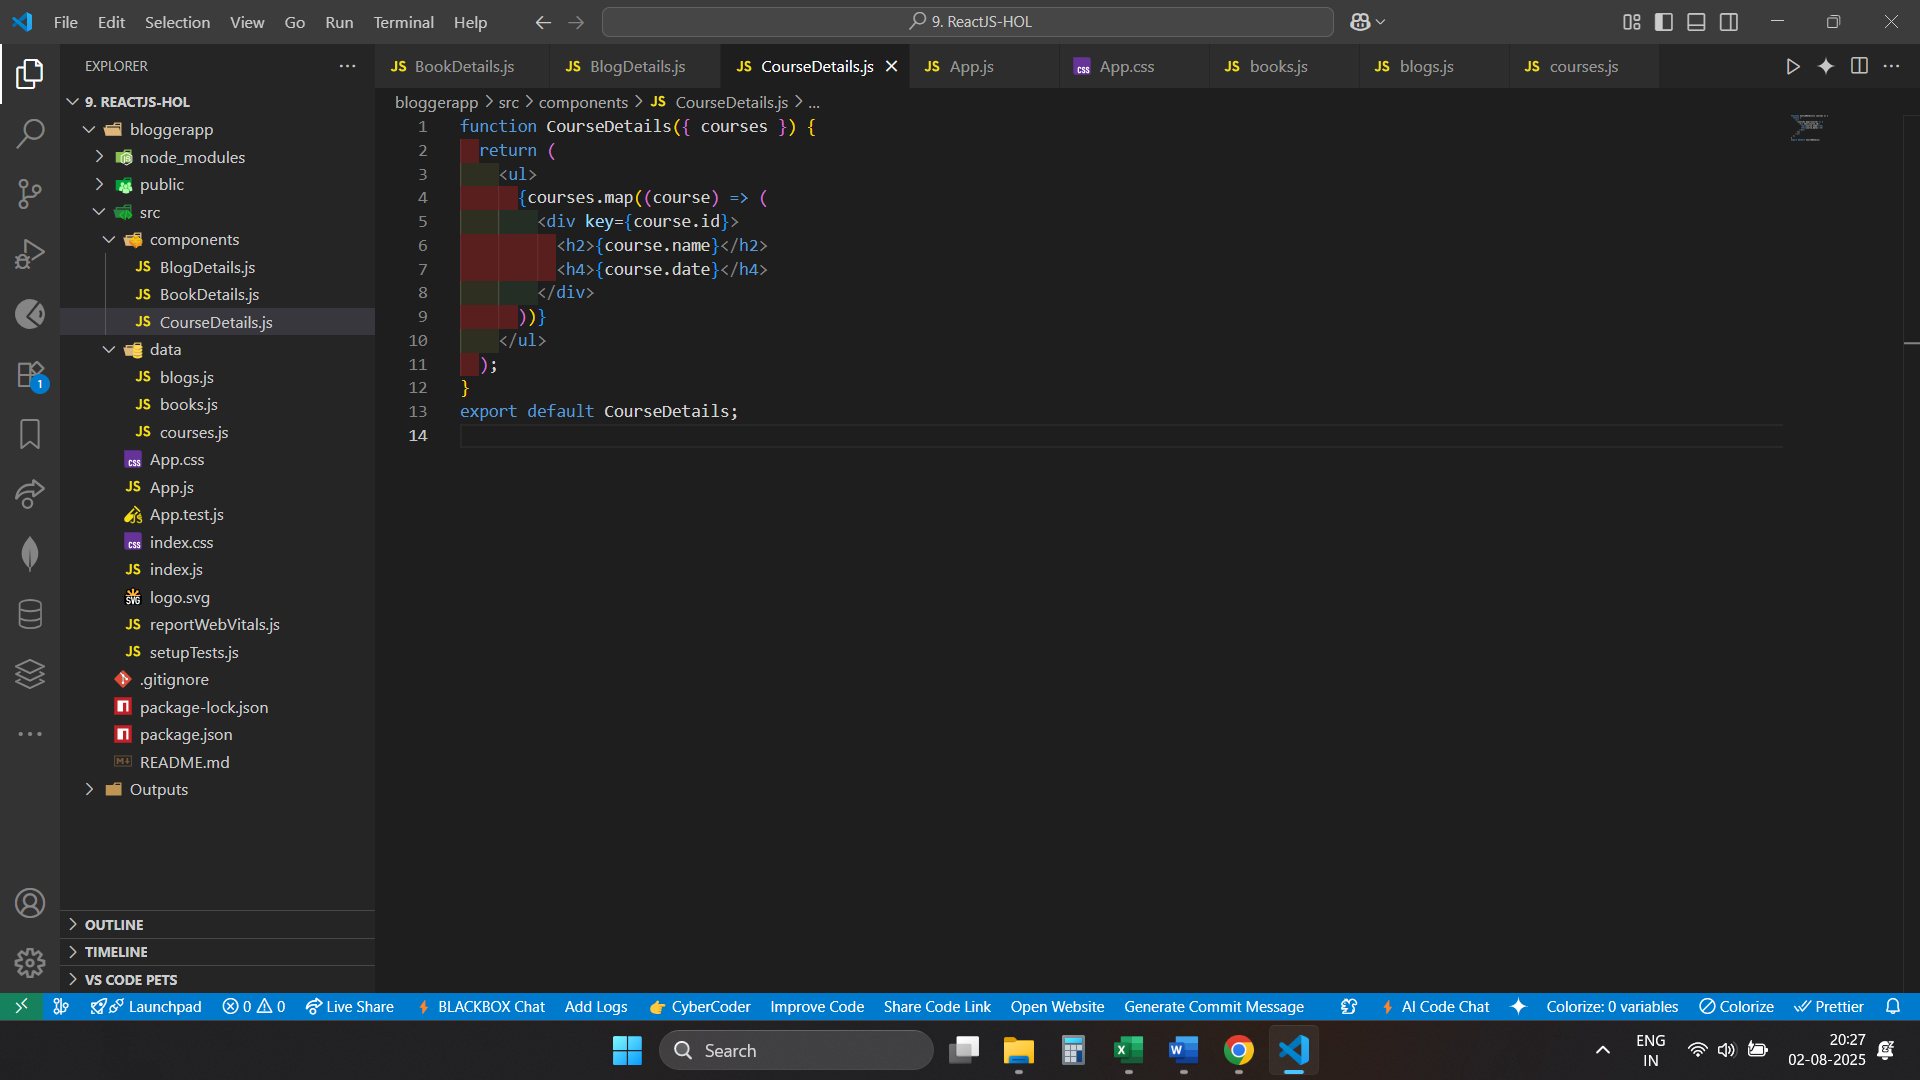 File Edit Selection View Go Run Terminal Help
9. ReactJS-HOL
EXPLORER
9. REACTJS-HOL
bloggerapp
node_modules
public
src
components
JS BlogDetails.js
JS BookDetails.js
JS CourseDetails.js
data
JS blogs.js
JS books.js
JS courses.js
css App.css
JS App.js
JS App.test.js
css index.css
JS index.js
SVG logo.svg
JS reportWebVitals.js
JS setupTests.js
.gitignore
package-lock.json
package.json
M+ README.md
Outputs
1
OUTLINE
TIMELINE
VS CODE PETS
JS BookDetails.js JS BlogDetails.js JS CourseDetails.js JS App.js css App.css JS books.js JS blogs.js JS courses.js
bloggerapp > src > components > JS CourseDetails.js > ...
1 function CourseDetails({ courses }) {
2 return (
3 <ul>
4 {courses.map((course) => (
5 <div key={course.id}>
6 <h2>{course.name}</h2>
7 <h4>{course.date}</h4>
8 </div>
9 ))}
10 </ul>
11 );
12 }
13 export default CourseDetails;
14
Launchpad 0 0 Live Share BLACKBOX Chat Add Logs CyberCoder Improve Code Share Code Link Open Website Generate Commit Message AI Code Chat Colorize: 0 variables Colorize Prettier
Search
ENG
IN
20:27
02-08-2025